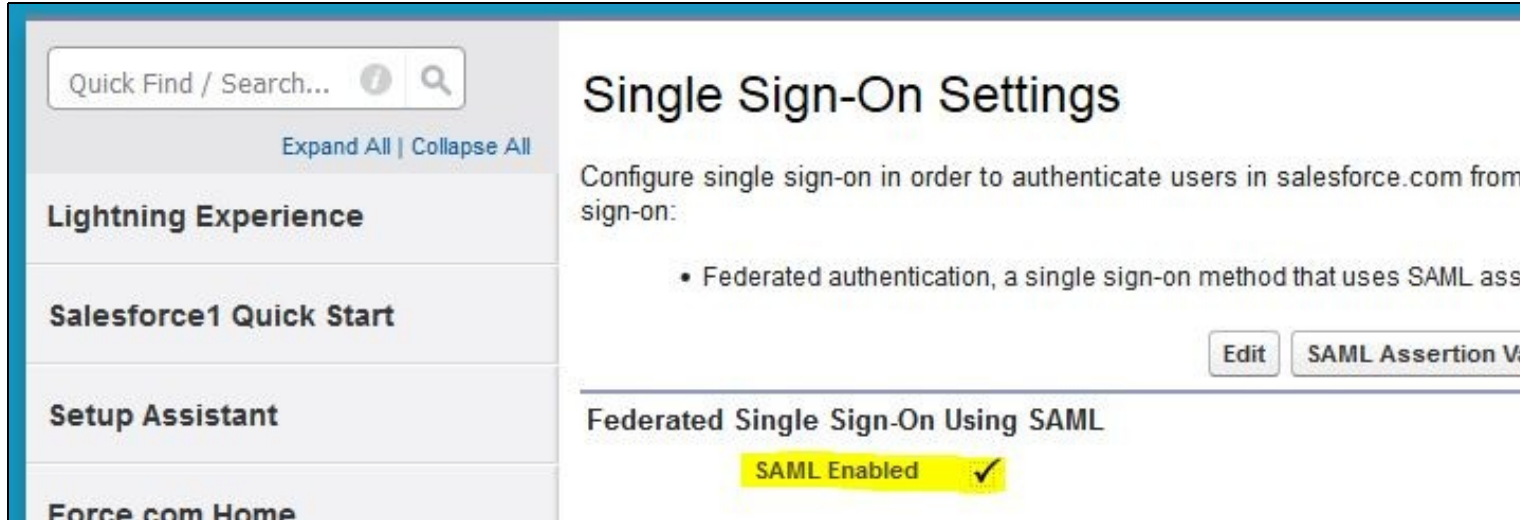 Quick Find / Search...
Expand All | Collapse All
Lightning Experience
Salesforce1 Quick Start
Setup Assistant
Force.com Home
Single Sign-On Settings
Configure single sign-on in order to authenticate users in salesforce.com from
sign-on:
• Federated authentication, a single sign-on method that uses SAML ass
Edit
SAML Assertion Va
Federated Single Sign-On Using SAML
SAML Enabled ✓